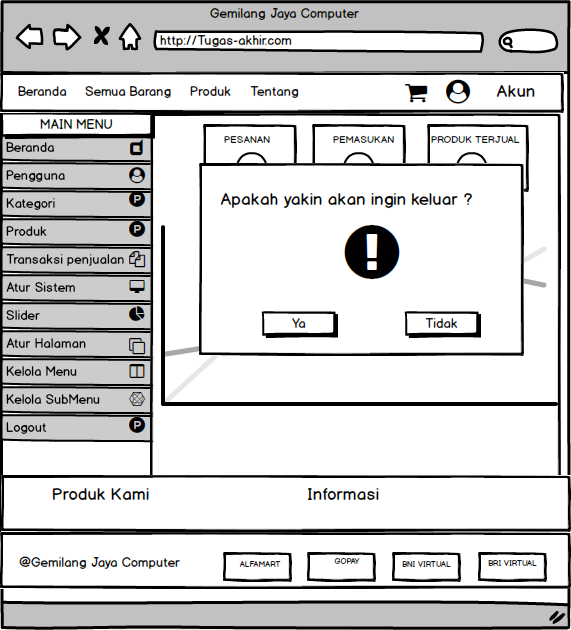 Gemilang Jaya Computer
http://Tugas-akhir.com
Beranda Semua Barang Produk Tentang Akun
MAIN MENU
Beranda
Pengguna
Kategori P
Produk P
Transaksi penjualan
Atur Sistem
Slider
Atur Halaman
Kelola Menu
Kelola SubMenu
Logout P
PESANAN PEMASUKAN PRODUK TERJUAL
Apakah yakin akan ingin keluar ?
!
Ya Tidak
Produk Kami Informasi
@Gemilang Jaya Computer ALFAMART GOPAY BNI VIRTUAL BRI VIRTUAL